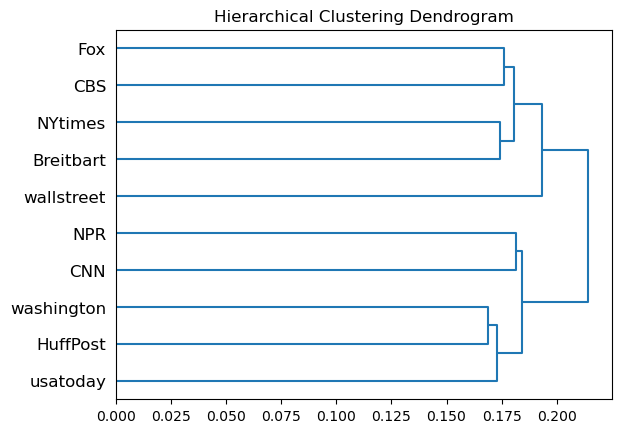 Hierarchical Clustering Dendrogram
Fox
CBS
NYtimes
Breitbart
wallstreet
NPR
CNN
washington
HuffPost
usatoday
0.000 0.025 0.050 0.075 0.100 0.125 0.150 0.175 0.200